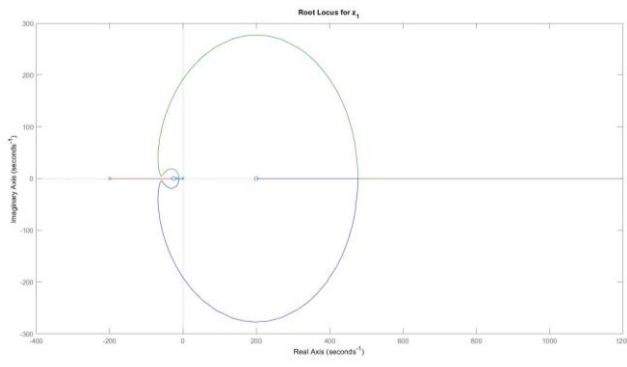 Root Locus for z1
300
200
100
0
-100
-200
-300
Imaginary Axis (seconds-1)
-400 -200 0 200 400 600 800 1000 1200
Real Axis (seconds-1)